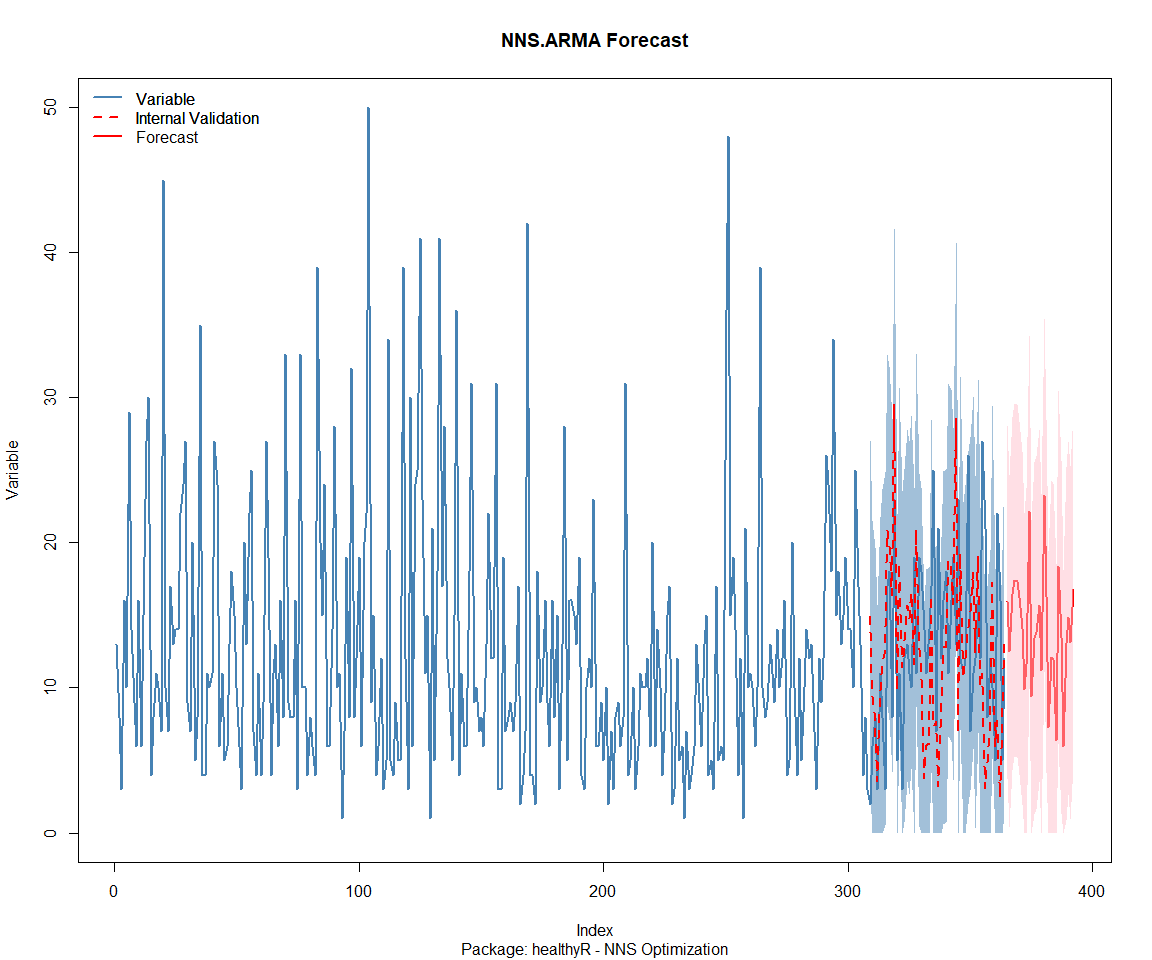 NNS.ARMA Forecast
Variable
Internal Validation
Forecast
Variable
50
40
30
20
10
0
0 100 200 300 400
Index
Package: healthyR - NNS Optimization